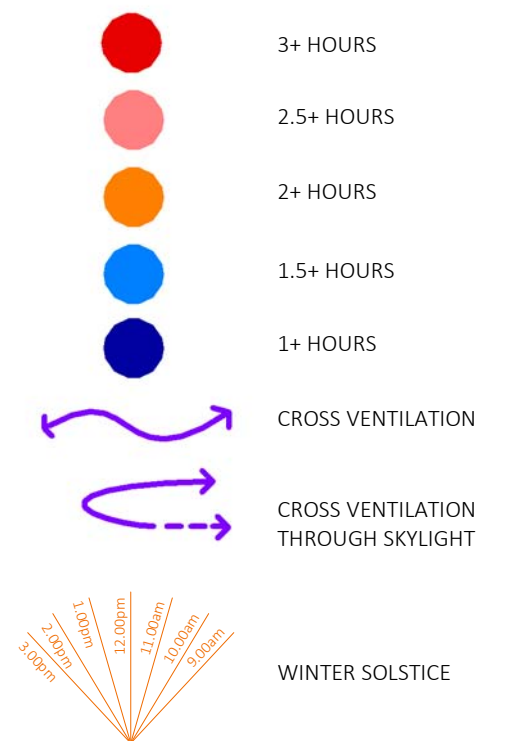 3+ HOURS
2.5+ HOURS
2+ HOURS
1.5+ HOURS
1+ HOURS
CROSS VENTILATION
CROSS VENTILATION
THROUGH SKYLIGHT
3.00pm
2.00pm
1.00pm
12.00pm
11.00am
10.00am
9.00am
WINTER SOLSTICE